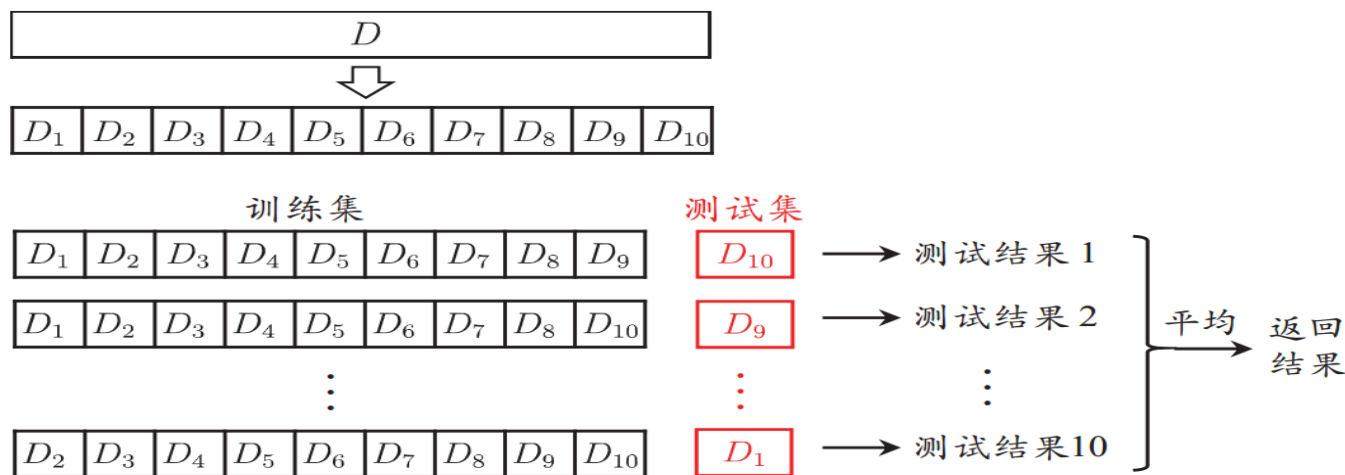 D
D₁ D₂ D₃ D₄ D₅ D₆ D₇ D₈ D₉ D₁₀
训练集 测试集
D₁ D₂ D₃ D₄ D₅ D₆ D₇ D₈ D₉ D₁₀ 测试结果 1
D₁ D₂ D₃ D₄ D₅ D₆ D₇ D₈ D₁₀ D₉ 测试结果 2
平均 返回
结果
⋮ ⋮ ⋮
D₂ D₃ D₄ D₅ D₆ D₇ D₈ D₉ D₁₀ D₁ 测试结果10